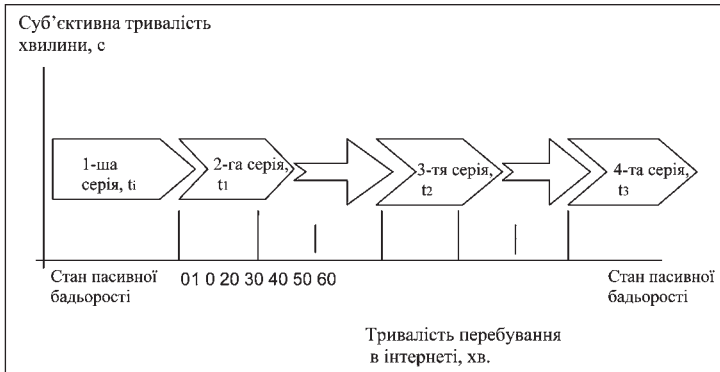 Суб’єктивна тривалість
хвилини, с
1-ша
серія, ti
2-га серія,
t1
3-тя серія,
t2
4-та серія,
t3
Стан пасивної
бадьорості
01 0 20 30 40 50 60
Стан пасивної
бадьорості
Тривалість перебування
в інтернеті, хв.